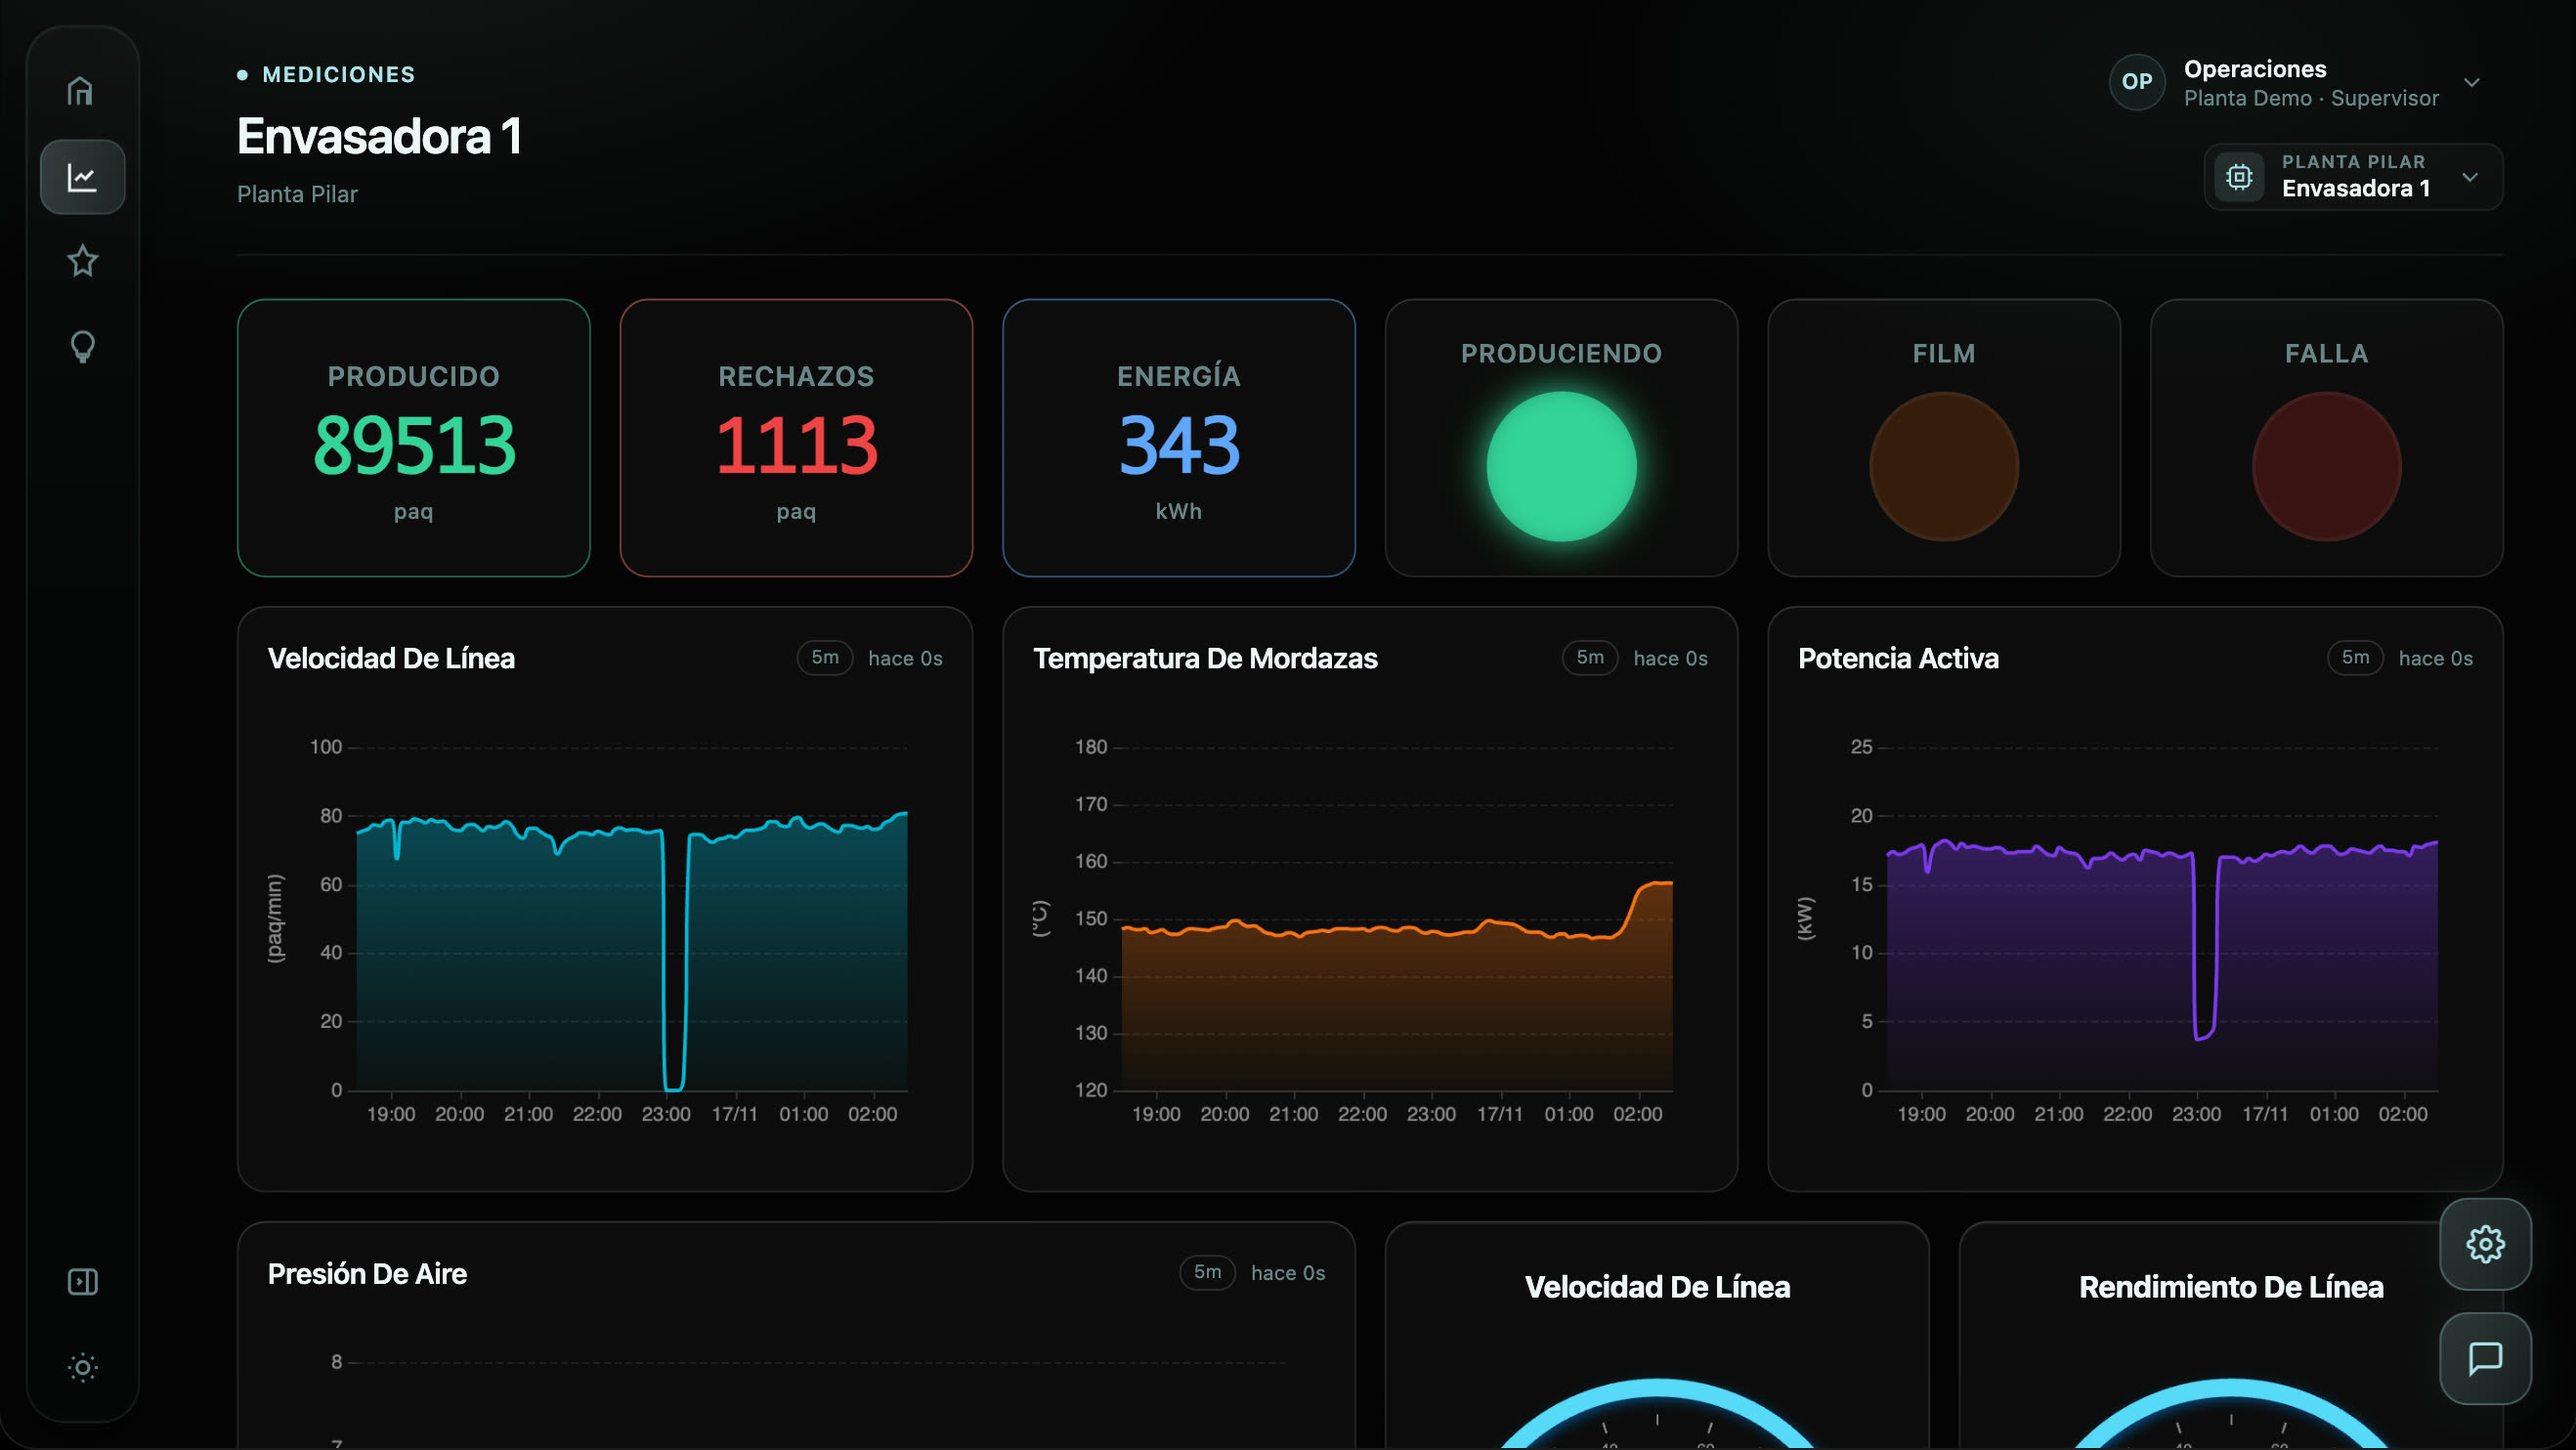 MEDICIONES
Envasadora 1
Planta Pilar
OP
Operaciones
Planta Demo · Supervisor
PLANTA PILAR
Envasadora 1
PRODUCIDO
89513
paq
RECHAZOS
1113
paq
ENERGÍA
343
kWh
PRODUCIENDO
FILM
FALLA
Velocidad De Línea
5m
hace 0s
(paq/min)
100
80
60
40
20
0
19:00 20:00 21:00 22:00 23:00 17/11 01:00 02:00
Temperatura De Mordazas
5m
hace 0s
(°C)
180
170
160
150
140
130
120
19:00 20:00 21:00 22:00 23:00 17/11 01:00 02:00
Potencia Activa
5m
hace 0s
(kW)
25
20
15
10
5
0
19:00 20:00 21:00 22:00 23:00 17/11 01:00 02:00
Presión De Aire
5m
hace 0s
8
Velocidad De Línea
Rendimiento De Línea